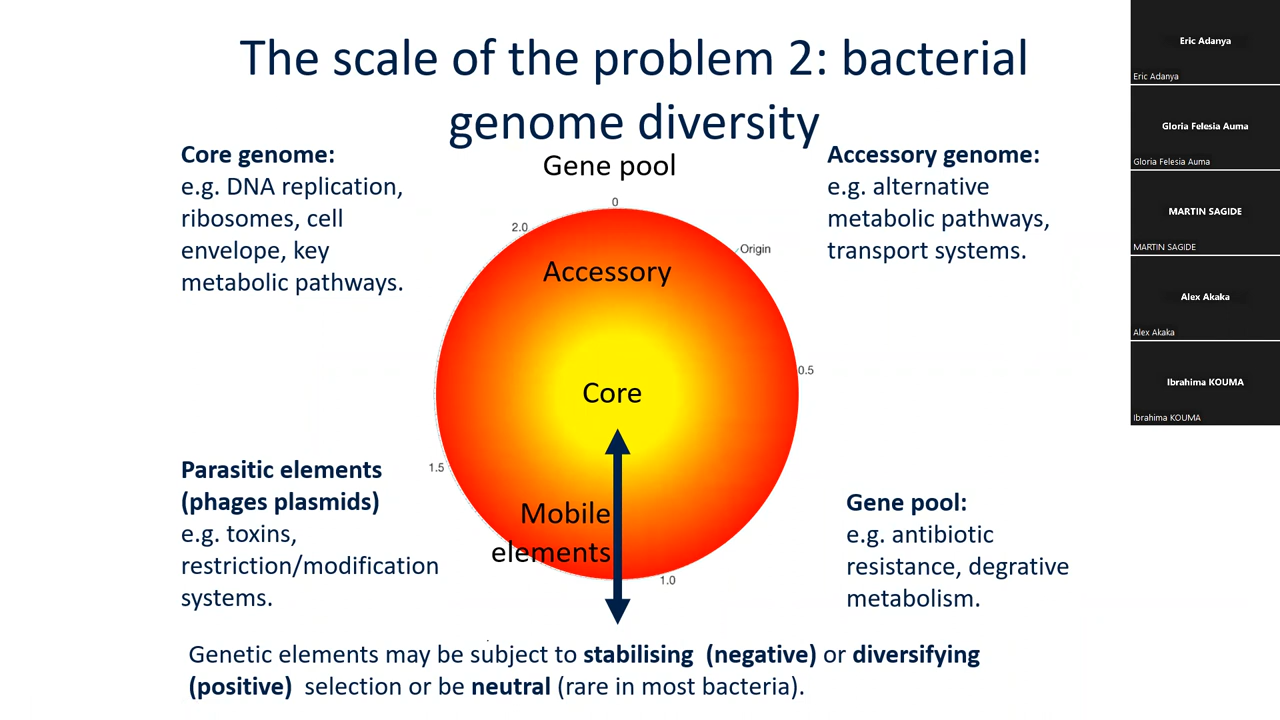 The scale of the problem 2: bacterial
genome diversity
Core genome:
e.g. DNA replication,
ribosomes, cell
envelope, key
metabolic pathways.
Gene pool
Accessory genome:
e.g. alternative
metabolic pathways,
transport systems.
0
2.0
Origin
Accessory
0.5
Core
1.5
Mobile
elements
1.0
Parasitic elements
(phages plasmids)
e.g. toxins,
restriction/modification
systems.
Gene pool:
e.g. antibiotic
resistance, degrative
metabolism.
Genetic elements may be subject to stabilising (negative) or diversifying
(positive) selection or be neutral (rare in most bacteria).
Eric Adanya
Eric Adanya
Gloria Felesia Auma
Gloria Felesia Auma
MARTIN SAGIDE
MARTIN SAGIDE
Alex Akaka
Alex Akaka
Ibrahima KOUMA
Ibrahima KOUMA